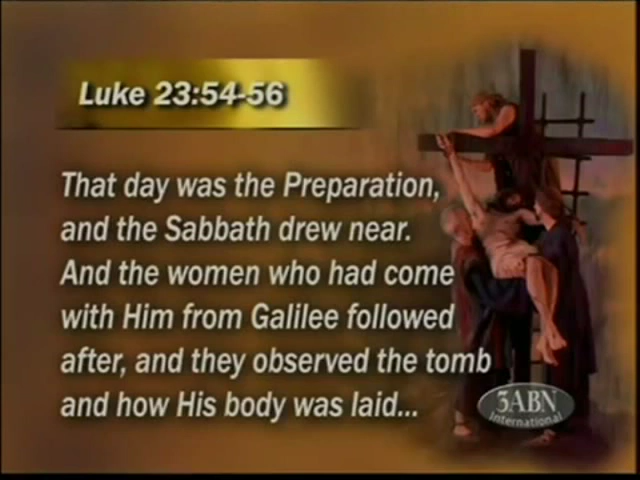 Luke 23:54-56
That day was the Preparation,
and the Sabbath drew near.
And the women who had come
with Him from Galilee followed
after, and they observed the tomb
and how His body was laid...
3ABN
International